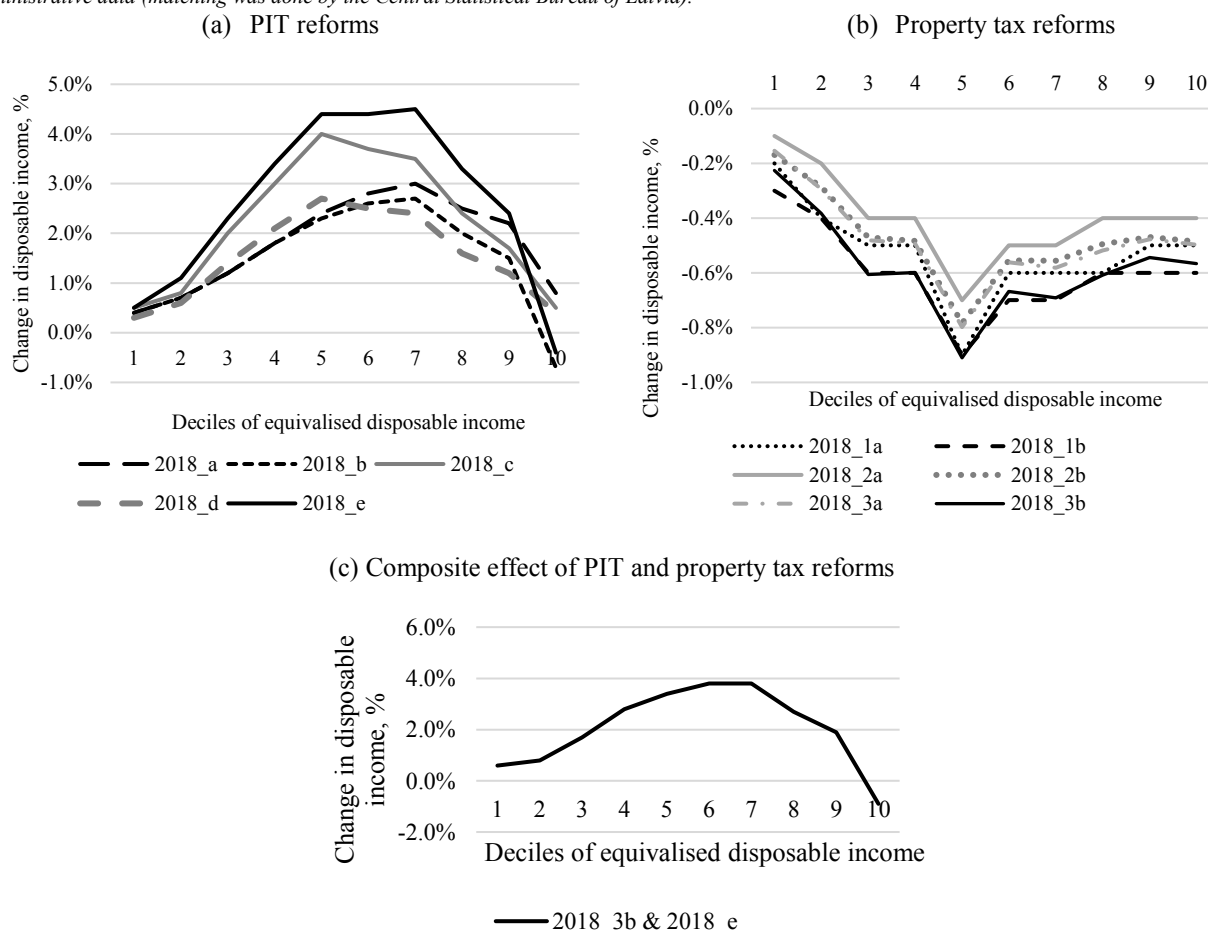 data (matching was done by the Central Statistical Bureau of Latvia).
(a) PIT reforms
5.0%
4.0%
3.0%
2.0%
1.0%
0.0%
-1.0%
Change in disposable income, %
1 2 3 4 5 6 7 8 9 10
Deciles of equivalised disposable income
2018_a 2018_b 2018_c
2018_d 2018_e
(b) Property tax reforms
1 2 3 4 5 6 7 8 9 10
0.0%
-0.2%
-0.4%
-0.6%
-0.8%
-1.0%
Change in disposable income, %
Deciles of equivalised disposable income
2018_1a 2018_1b
2018_2a 2018_2b
2018_3a 2018_3b
(c) Composite effect of PIT and property tax reforms
6.0%
4.0%
2.0%
0.0%
-2.0%
Change in disposable
income, %
1 2 3 4 5 6 7 8 9 10
Deciles of equivalised disposable income
2018 3b & 2018 e